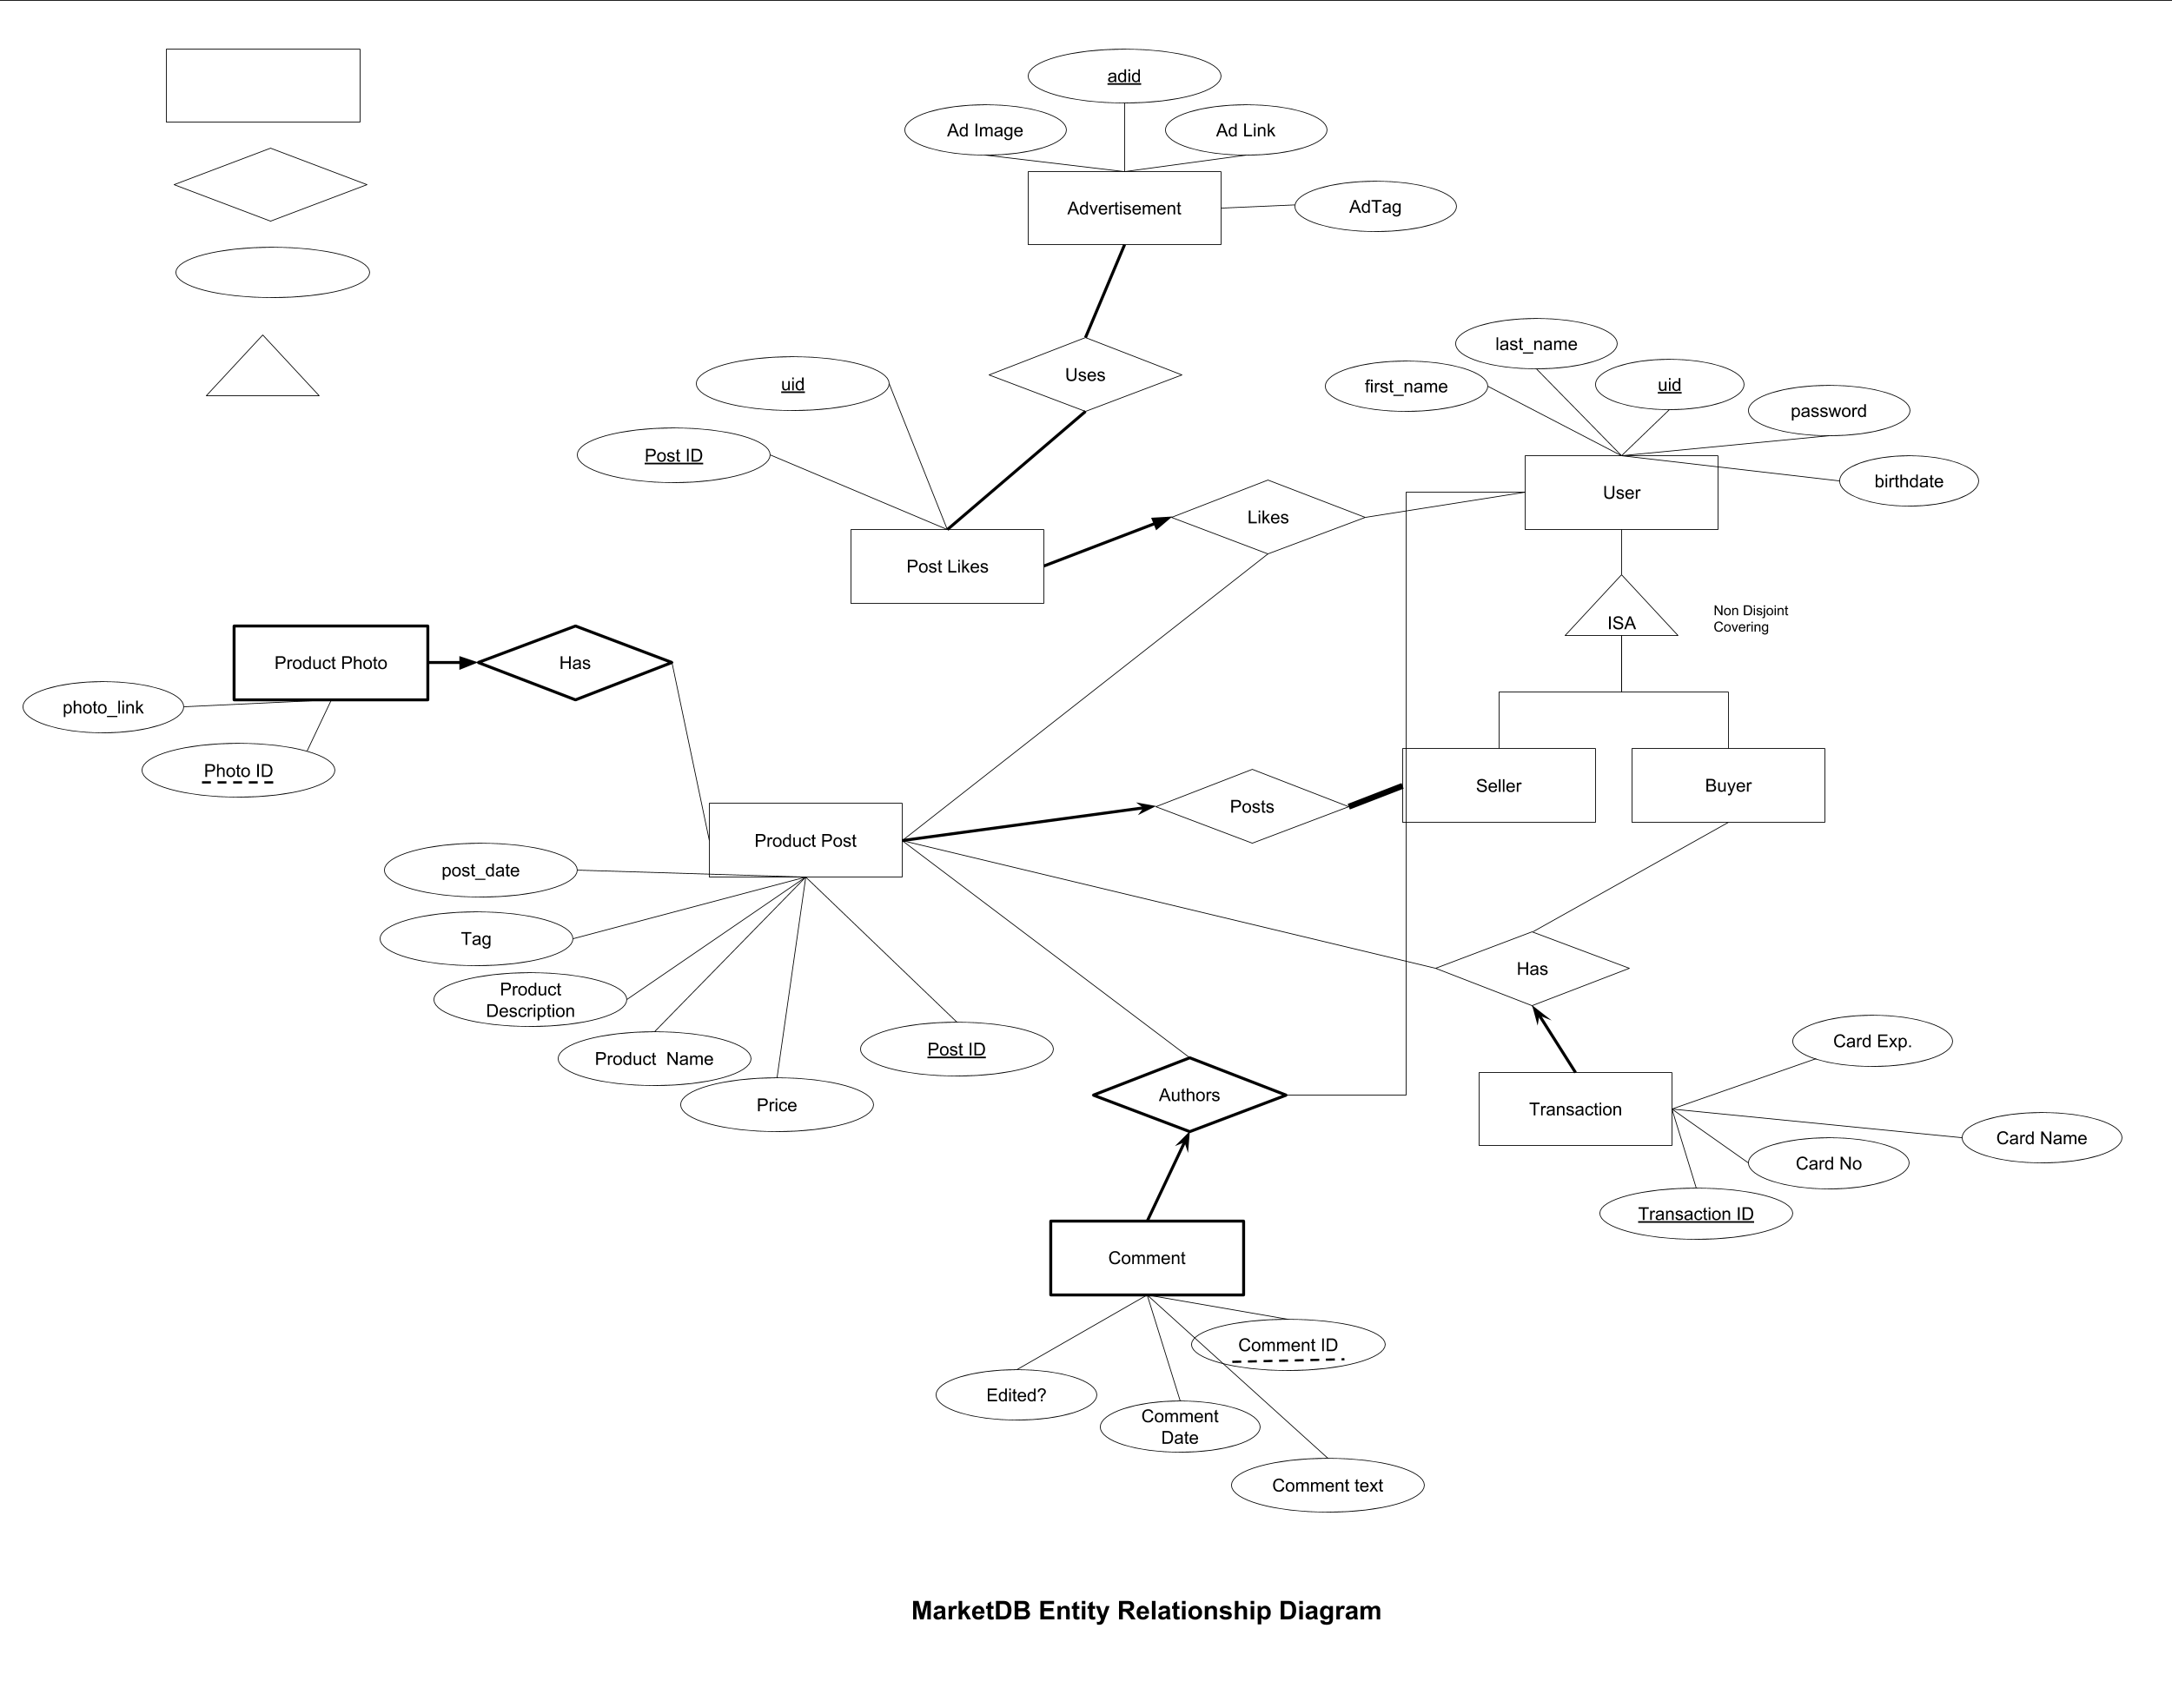 adid
Ad Image
Ad Link
AdTag
Advertisement
last_name
first_name
uid
password
birthdate
Uses
uid
Post ID
User
Likes
Post Likes
ISA
Non Disjoint
Covering
Product Photo
Has
photo_link
Photo ID
Seller
Buyer
Posts
Product Post
post_date
Tag
Product
Description
Has
Product  Name
Post ID
Price
Card Exp.
Authors
Transaction
Card Name
Card No
Transaction ID
Comment
Comment ID
Edited?
Comment
Date
Comment text
MarketDB Entity Relationship Diagram